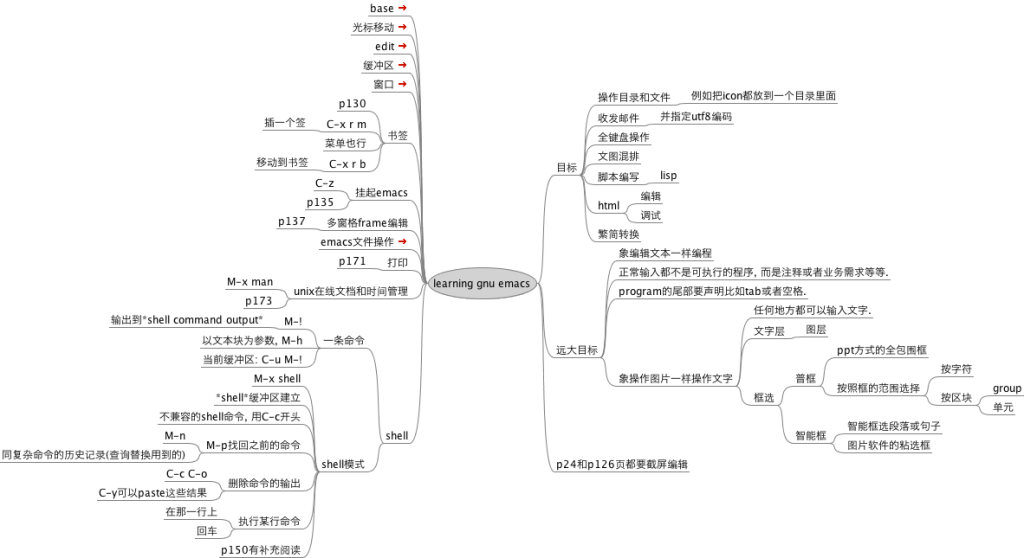 learning gnu emacs
base
光标移动
edit
缓冲区
窗口
书签
p130
C-x r m
插一个签
菜单也行
C-x r b
移动到书签
挂起emacs
C-z
p135
多窗格frame编辑
p137
emacs文件操作
打印
p171
unix在线文档和时间管理
M-x man
p173
shell
一条命令
M-!
输出到*shell command output*
以文本块为参数, M-h
当前缓冲区: C-u M-!
shell模式
M-x shell
*shell*缓冲区建立
不兼容的shell命令, 用C-c开头
M-p找回之前的命令
M-n
同复杂命令的历史记录(查询替换用到的)
删除命令的输出
C-c C-o
C-y可以paste这些结果
执行某行命令
在那一行上
回车
p150有补充阅读
目标
操作目录和文件
例如把icon都放到一个目录里面
收发邮件
并指定utf8编码
全键盘操作
文图混排
脚本编写
lisp
html
编辑
调试
繁简转换
远大目标
象编辑文本一样编程
正常输入都不是可执行的程序, 而是注释或者业务需求等等.
program的尾部要声明比如tab或者空格.
象操作图片一样操作文字
任何地方都可以输入文字.
文字层
图层
框选
普框
ppt方式的全包围框
按照框的范围选择
按字符
按区块
group
单元
智能框
智能框选段落或句子
图片软件的粘选框
p24和p126页都要截屏编辑